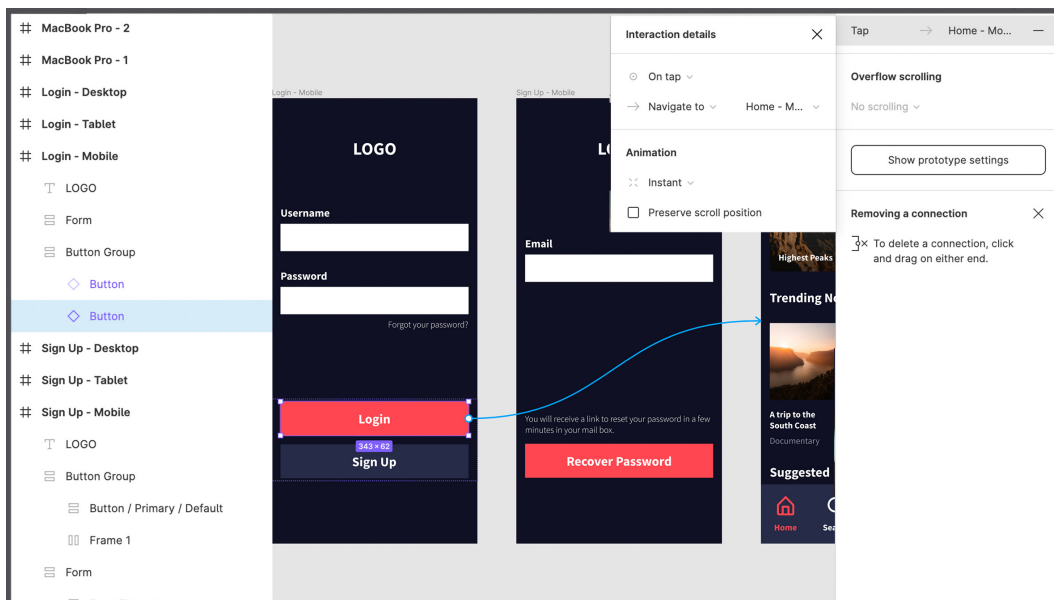 MacBook Pro - 2
MacBook Pro - 1
Login - Desktop
Login - Tablet
Login - Mobile
LOGO
Form
Button Group
Button
Button
Sign Up - Desktop
Sign Up - Tablet
Sign Up - Mobile
LOGO
Button Group
Button / Primary / Default
Frame 1
Form
Login - Mobile
LOGO
Username
Password
Forgot your password?
Login
343 × 62
Sign Up
Sign Up - Mobile
Email
You will receive a link to reset your password in a few
minutes in your mail box.
Recover Password
Highest Peaks
Trending
A trip to the
South Coast
Documentary
Suggested
Home
Interaction details
On tap
Navigate to
Home - M...
Animation
Instant
Preserve scroll position
Tap
Home - Mo...
Overflow scrolling
No scrolling
Show prototype settings
Removing a connection
To delete a connection, click
and drag on either end.